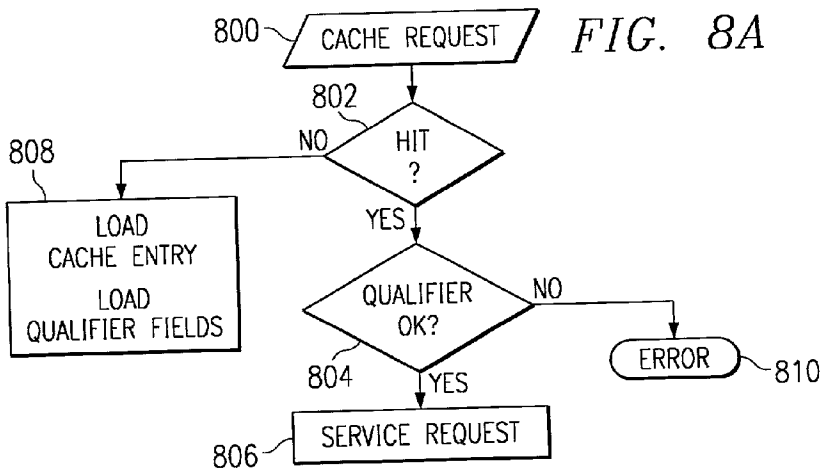 800
CACHE REQUEST
FIG. 8A
802
HIT
?
NO
YES
808
LOAD
CACHE ENTRY
LOAD
QUALIFIER FIELDS
QUALIFIER
OK?
NO
804
YES
ERROR
810
806
SERVICE REQUEST